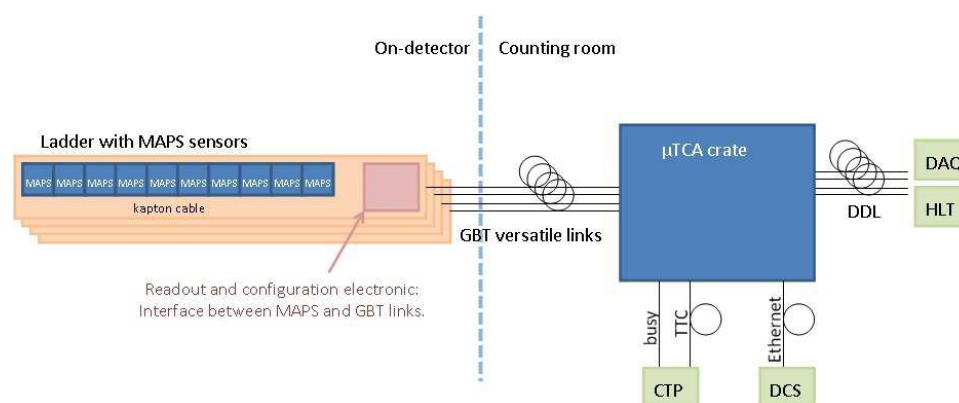 On-detector
Counting room
Ladder with MAPS sensors
MAPS MAPS MAPS MAPS MAPS MAPS MAPS MAPS MAPS MAPS
kapton cable
µTCA crate
DAQ
HLT
DDL
GBT versatile links
Readout and configuration electronic:
Interface between MAPS and GBT links.
busy
TTC
Ethernet
CTP
DCS